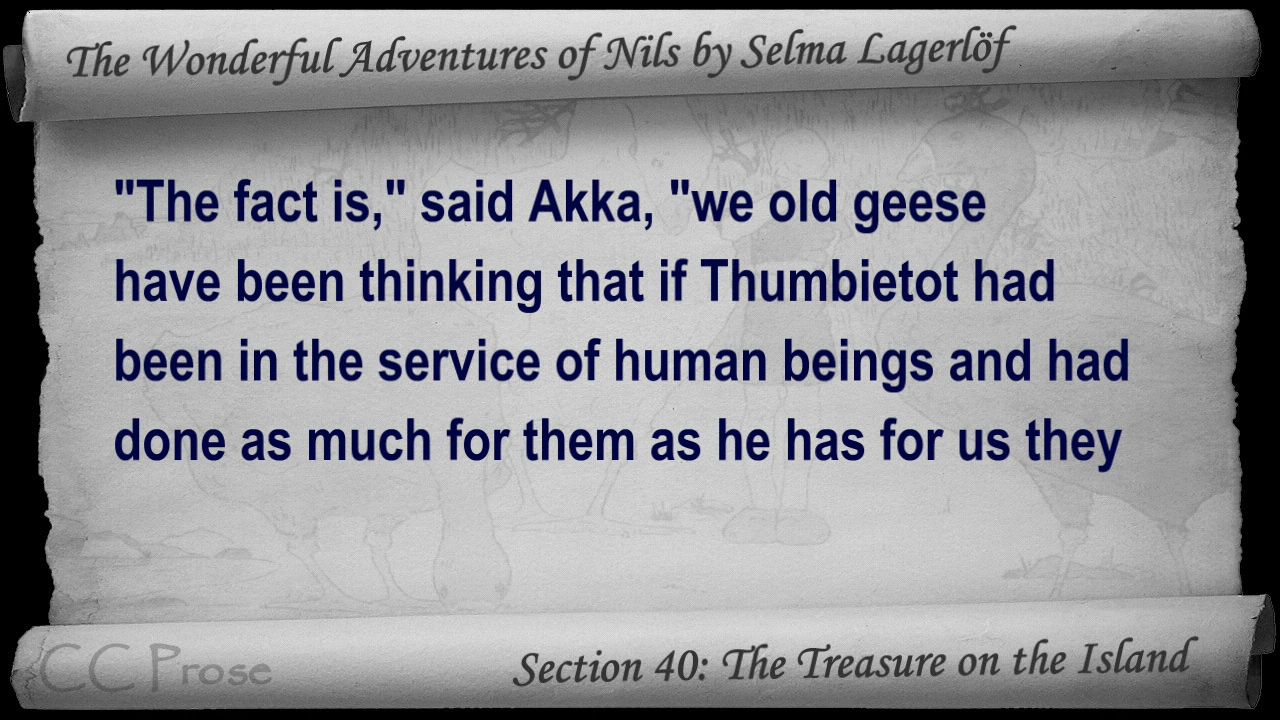 The Wonderful Adventures of Nils by Selma Lagerlöf
"The fact is," said Akka, "we old geese
have been thinking that if Thumbietot had
been in the service of human beings and had
done as much for them as he has for us they
CC Prose
Section 40: The Treasure on the Island